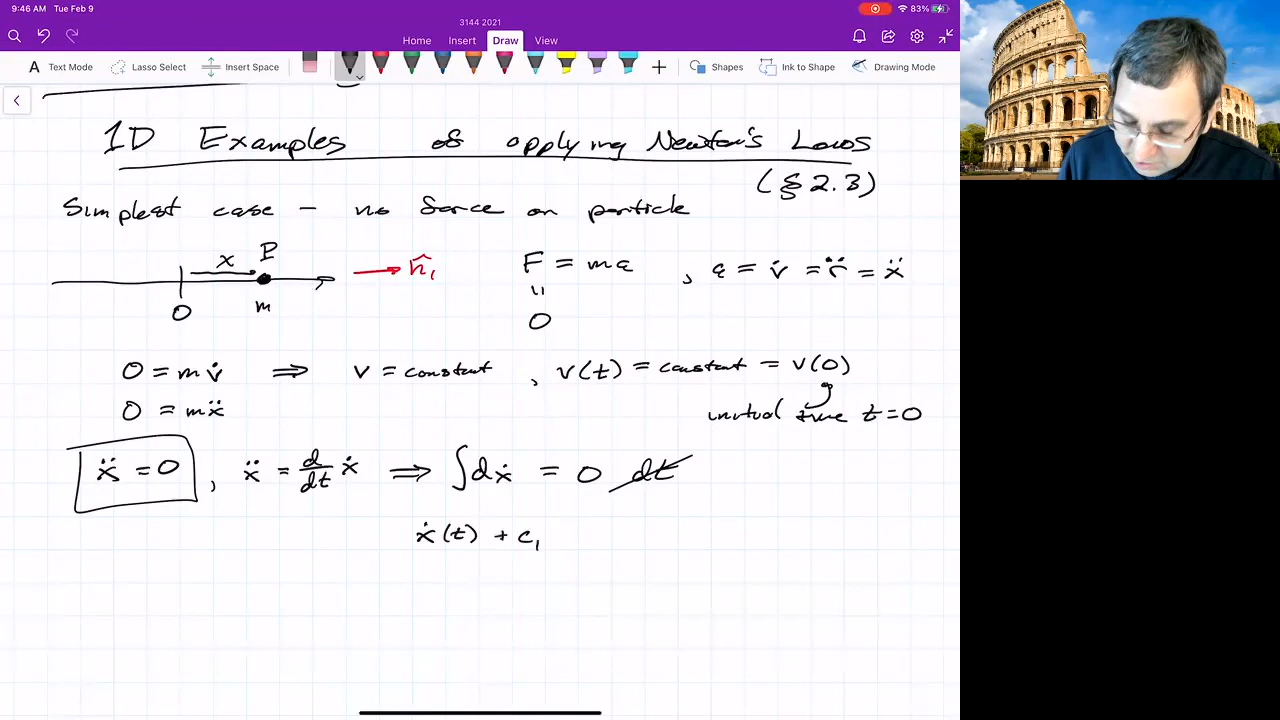 9:46 AM Tue Feb 9
83%
3144 2021
Home Insert Draw View
Text Mode Lasso Select Insert Space Shapes Ink to Shape Drawing Mode
1D Examples of applying Newton's Laws
(§ 2.3)
Simplest case – no force on particle
x P
n̂₁
O m
F = ma , a = v̇ = r̈ = ẍ
"
0
0 = m v̇ ⇒ v = constant , v(t) = constant = v(0)
0 = mẍ
initial time t = 0
ẍ = 0 , ẍ = d/dt ẋ ⇒ ∫dẋ = 0 dt
ẋ(t) + c₁